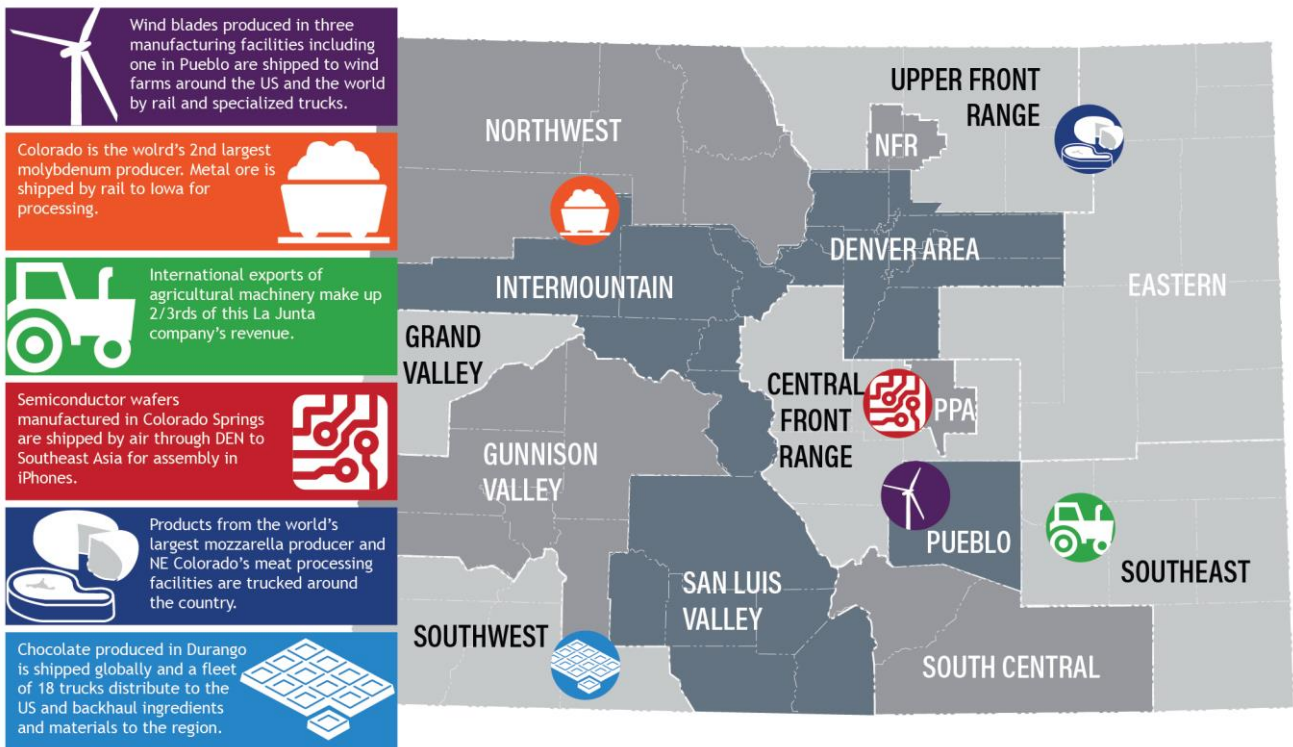 Wind blades produced in three
manufacturing facilities including
one in Pueblo are shipped to wind
farms around the US and the world
by rail and specialized trucks.
Colorado is the wolrd's 2nd largest
molybdenum producer. Metal ore is
shipped by rail to Iowa for
processing.
International exports of
agricultural machinery make up
2/3rds of this La Junta
company's revenue.
Semiconductor wafers
manufactured in Colorado Springs
are shipped by air through DEN to
Southeast Asia for assembly in
iPhones.
Products from the world's
largest mozzarella producer and
NE Colorado's meat processing
facilities are trucked around
the country.
Chocolate produced in Durango
is shipped globally and a fleet
of 18 trucks distribute to the
US and backhaul ingredients
and materials to the region.
UPPER FRONT
RANGE
NORTHWEST
NFR
DENVER AREA
INTERMOUNTAIN
EASTERN
GRAND
VALLEY
CENTRAL
FRONT
RANGE
PPA
GUNNISON
VALLEY
PUEBLO
SOUTHEAST
SAN LUIS
VALLEY
SOUTHWEST
SOUTH CENTRAL